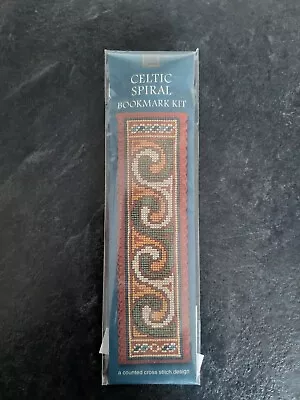 CELTIC
SPIRAL
BOOKMARK KIT
a counted cross stitch design